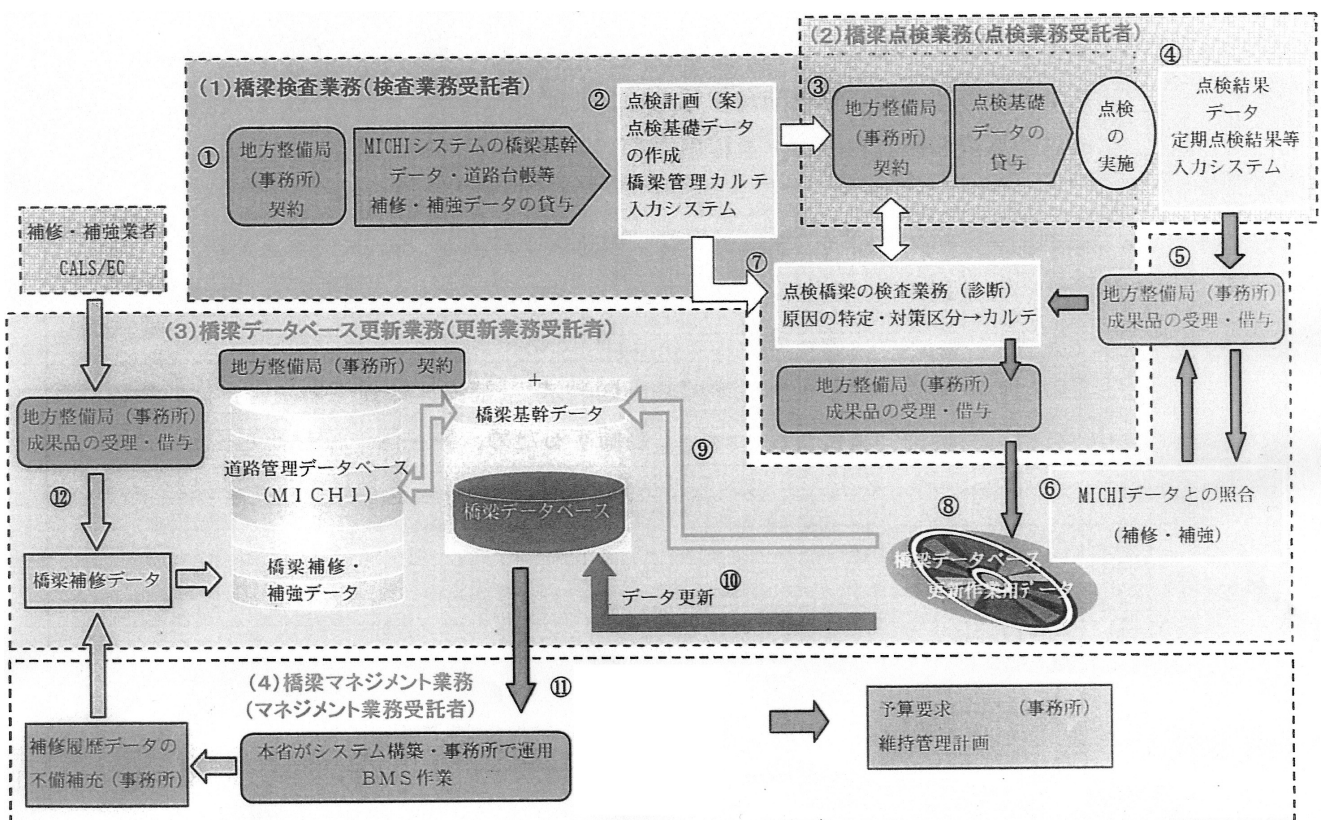 (2)橋梁点検業務(点検業務受託者)
(1)橋梁検査業務(検査業務受託者)
①
地方整備局
(事務所)
契約
MICHIシステムの橋梁基幹
データ・道路台帳等
補修・補強データの貸与
②
点検計画（案）
点検基礎データ
の作成
橋梁管理カルテ
入力システム
③
地方整備局
(事務所)
契約
点検基礎
データの
貸与
点検
の
実施
④
点検結果
データ
定期点検結果等
入力システム
補修・補強業者
CALS/EC
⑤
地方整備局（事務所）
成果品の受理・借与
⑥
MICHIデータとの照合
(補修・補強)
⑦
点検橋梁の検査業務（診断）
原因の特定・対策区分→カルテ
地方整備局（事務所）
成果品の受理・借与
(3)橋梁データベース更新業務(更新業務受託者)
地方整備局（事務所）契約
地方整備局（事務所）
成果品の受理・借与
⑫
橋梁補修データ
道路管理データベース
(ＭＩＣＨＩ)
橋梁補修・
補強データ
+
橋梁基幹データ
橋梁データベース
⑧
橋梁データベース
更新作業用データ
⑨
⑩
データ更新
⑪
(4)橋梁マネジメント業務
(マネジメント業務受託者)
本省がシステム構築・事務所で運用
ＢＭＳ作業
補修履歴データの
不備補充(事務所)
予算要求 （事務所）
維持管理計画